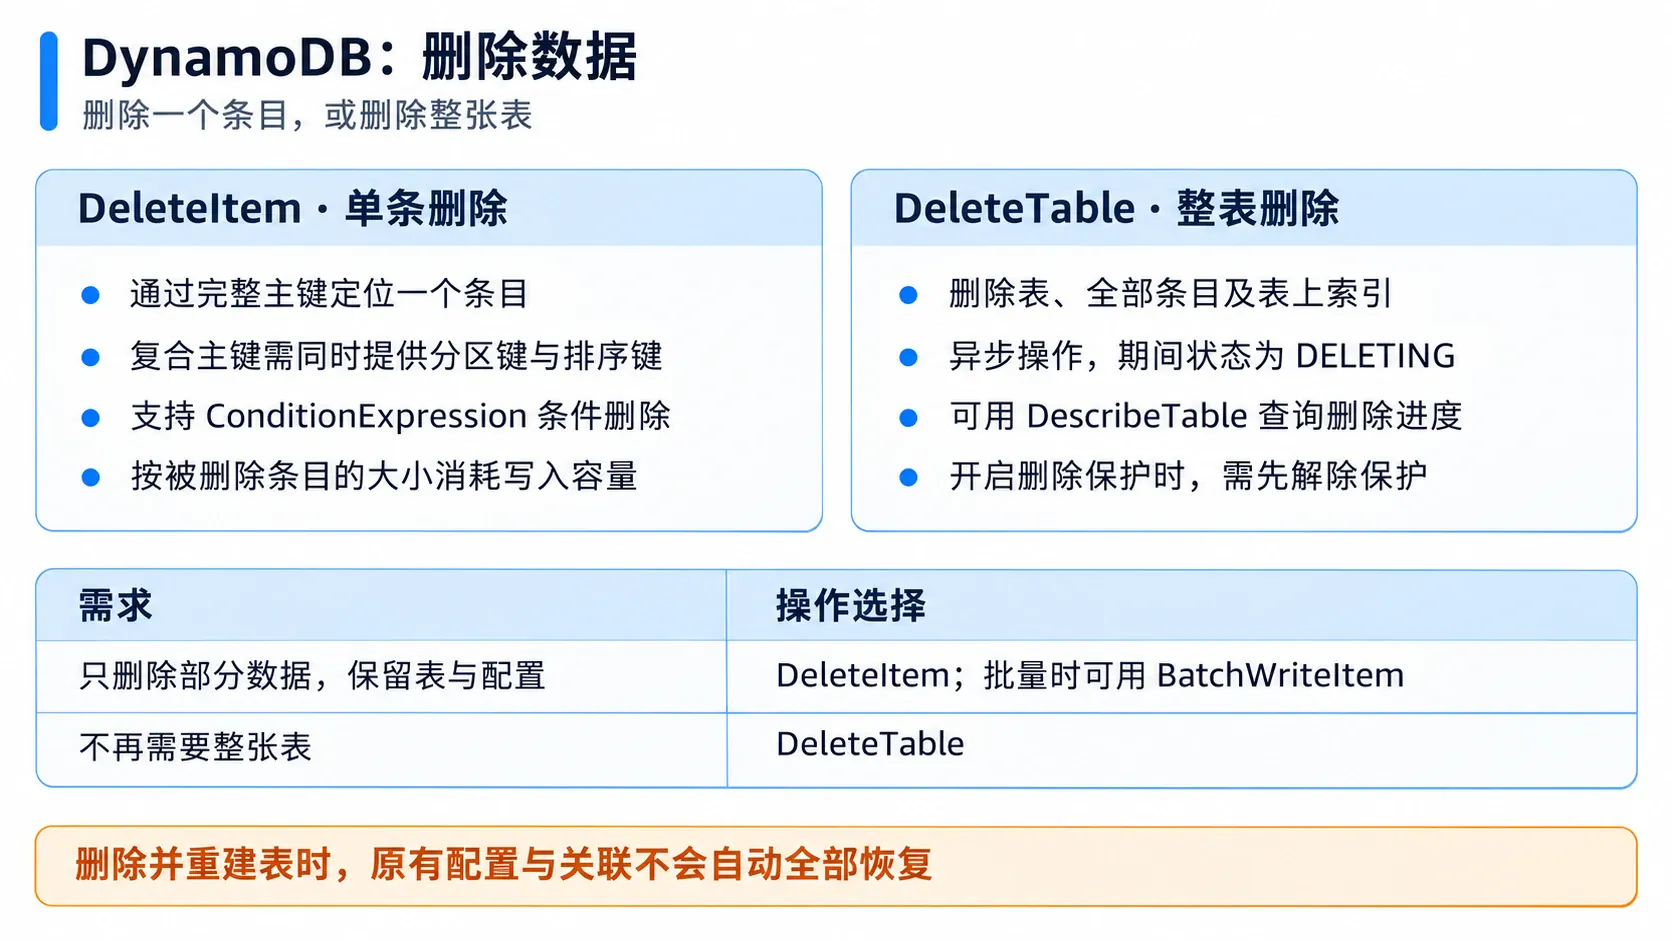 DynamoDB：删除数据
删除一个条目，或删除整张表
DeleteItem · 单条删除
通过完整主键定位一个条目
复合主键需同时提供分区键与排序键
支持 ConditionExpression 条件删除
按被删除条目的大小消耗写入容量
DeleteTable · 整表删除
删除表、全部条目及表上索引
异步操作，期间状态为 DELETING
可用 DescribeTable 查询删除进度
开启删除保护时，需先解除保护
需求
操作选择
只删除部分数据，保留表与配置
DeleteItem；批量时可用 BatchWriteItem
不再需要整张表
DeleteTable
删除并重建表时，原有配置与关联不会自动全部恢复